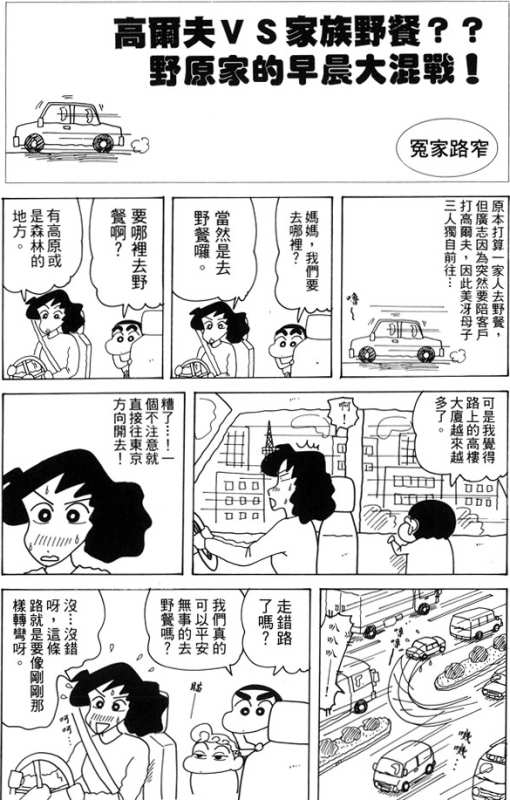 高爾夫VS家族野餐??
野原家的早晨大混戰!
冤家路窄
原本打算一家人去野餐,
但廣志因為突然要陪客戶
打高爾夫,因此美冴母子
三人獨自前往…
嚕~
媽媽,我們要
去哪裡?
當然是去
野餐囉。
要哪裡去野
餐啊?
有高原或
是森林的
地方。
可是我覺得
路上的高樓
大廈越來越
多了。
啊!
糟了…!一
個不注意就
直接往東京
方向開去!
嚕…
嚕…
噗…
走錯路
了嗎?
我們真的
可以平安
無事的去
野餐嗎?
沒…沒錯
呀,這條
路就是要像剛剛那
樣轉彎呀。
呵呵…